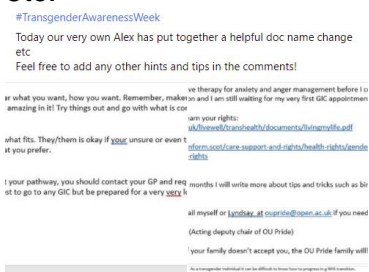 #TransgenderAwarenessWeek
Today our very own Alex has put together a helpful doc name change
etc
Feel free to add any other hints and tips in the comments!
ar what you want, how you want. Remember, makeu
amazing in it! Try things out and go with what is con
what fits. They/them is okay if your unsure or even t
at you prefer.
t your pathway, you should contact your GP and req
st to go to any GIC but be prepared for a very very l
ve therapy for anxiety and anger management before I c
on and I am still waiting for my very first GIC appointmen
arn your rights:
uk/livewell/transhealth/documents/livingmylife.pdf
nform.scot/care-support-and-rights/health-rights/gende
-rights
months I will write more about tips and tricks such as bin
ail myself or Lyndsay at oupride@open.ac.uk if you need
(Acting deputy chair of OU Pride)
your family doesn't accept you, the OU Pride family will!
As a transgender individual it can be difficult to know how to progress in